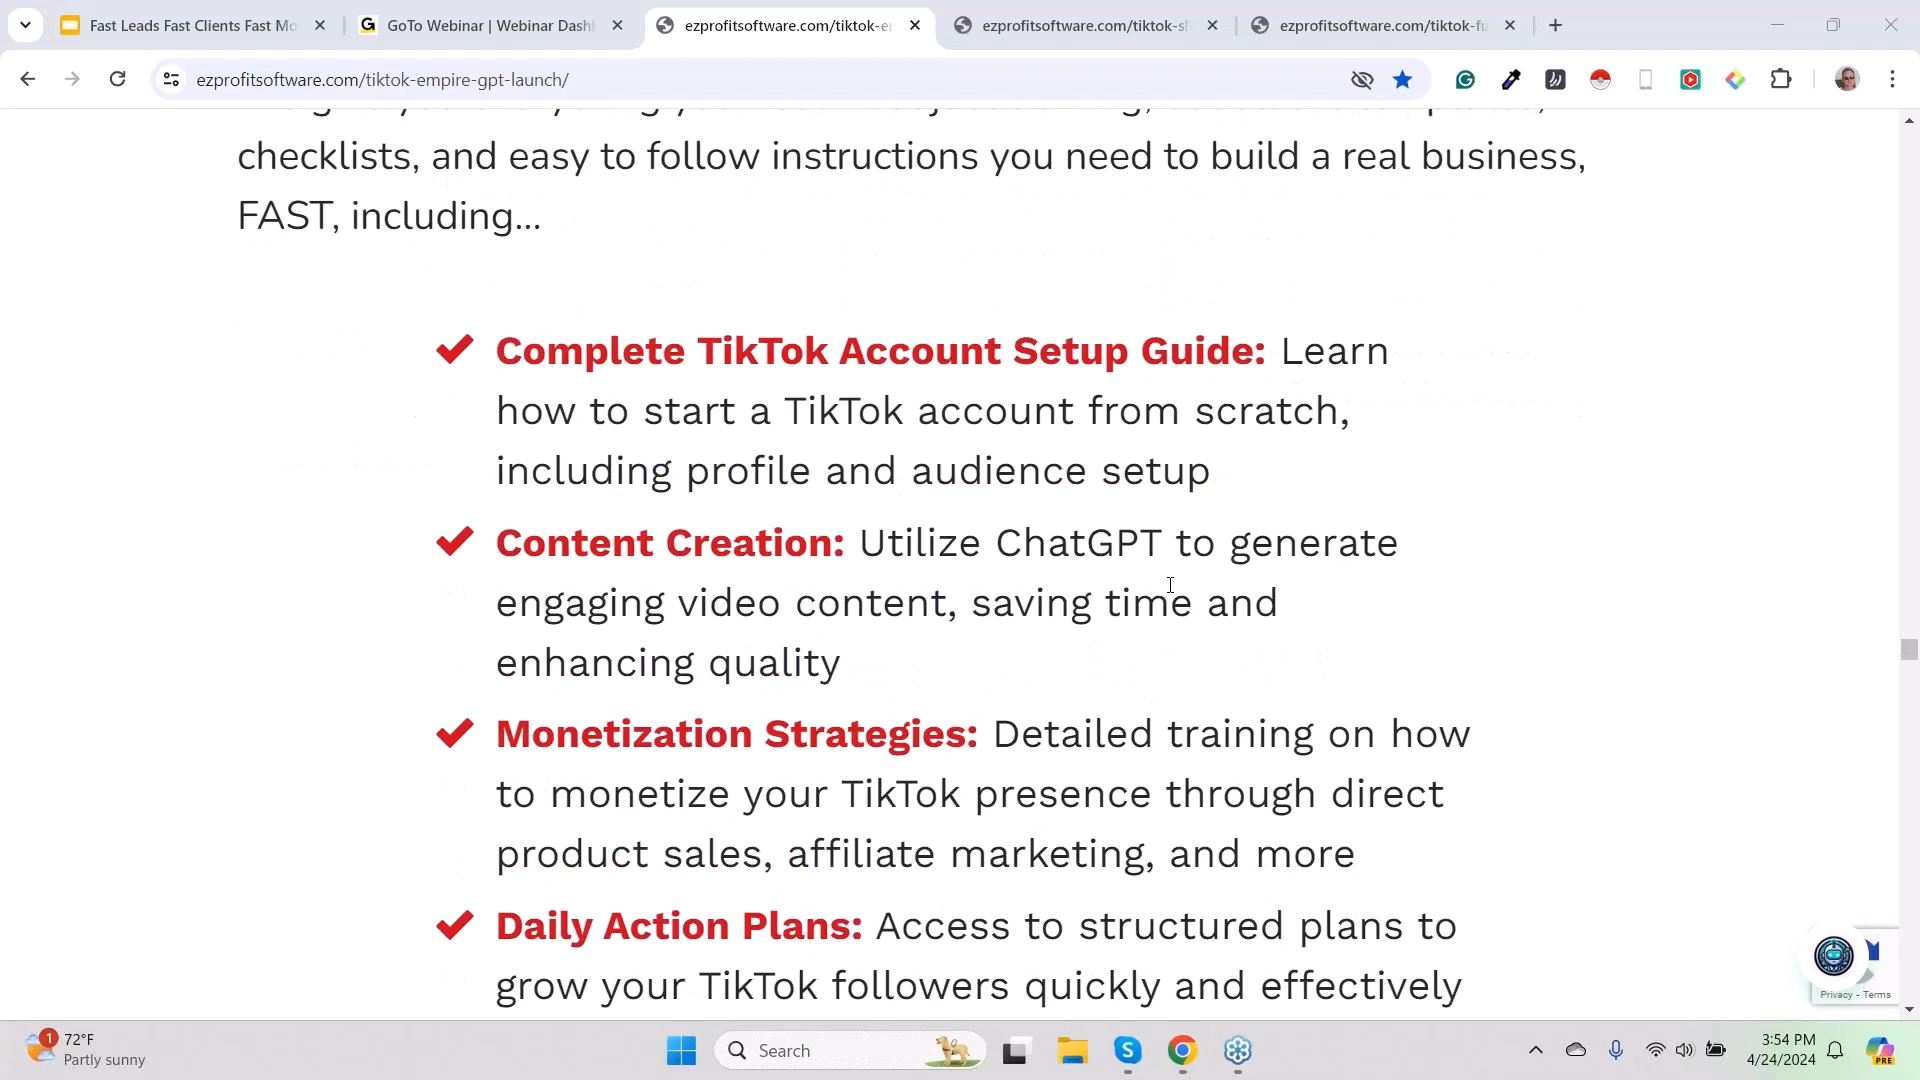 Fast Leads Fast Clients Fast Mo
GoTo Webinar | Webinar Dashb
ezprofitsoftware.com/tiktok-e
ezprofitsoftware.com/tiktok-sh
ezprofitsoftware.com/tiktok-fu
ezprofitsoftware.com/tiktok-empire-gpt-launch/
checklists, and easy to follow instructions you need to build a real business,
FAST, including...
Complete TikTok Account Setup Guide: Learn
how to start a TikTok account from scratch,
including profile and audience setup
Content Creation: Utilize ChatGPT to generate
engaging video content, saving time and
enhancing quality
Monetization Strategies: Detailed training on how
to monetize your TikTok presence through direct
product sales, affiliate marketing, and more
Daily Action Plans: Access to structured plans to
grow your TikTok followers quickly and effectively
Privacy - Terms
1
72°F
Partly sunny
Search
3:54 PM
4/24/2024
PRE